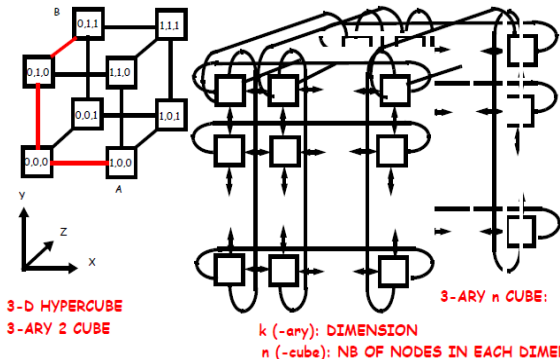 B
0,1,1
1,1,1
0,1,0
1,1,0
0,0,1
1,0,1
0,0,0
1,0,0
A
Y
Z
X
3-D HYPERCUBE
3-ARY 2 CUBE
3-ARY n CUBE:
k (-ary): DIMENSION
n (-cube): NB OF NODES IN EACH DIME